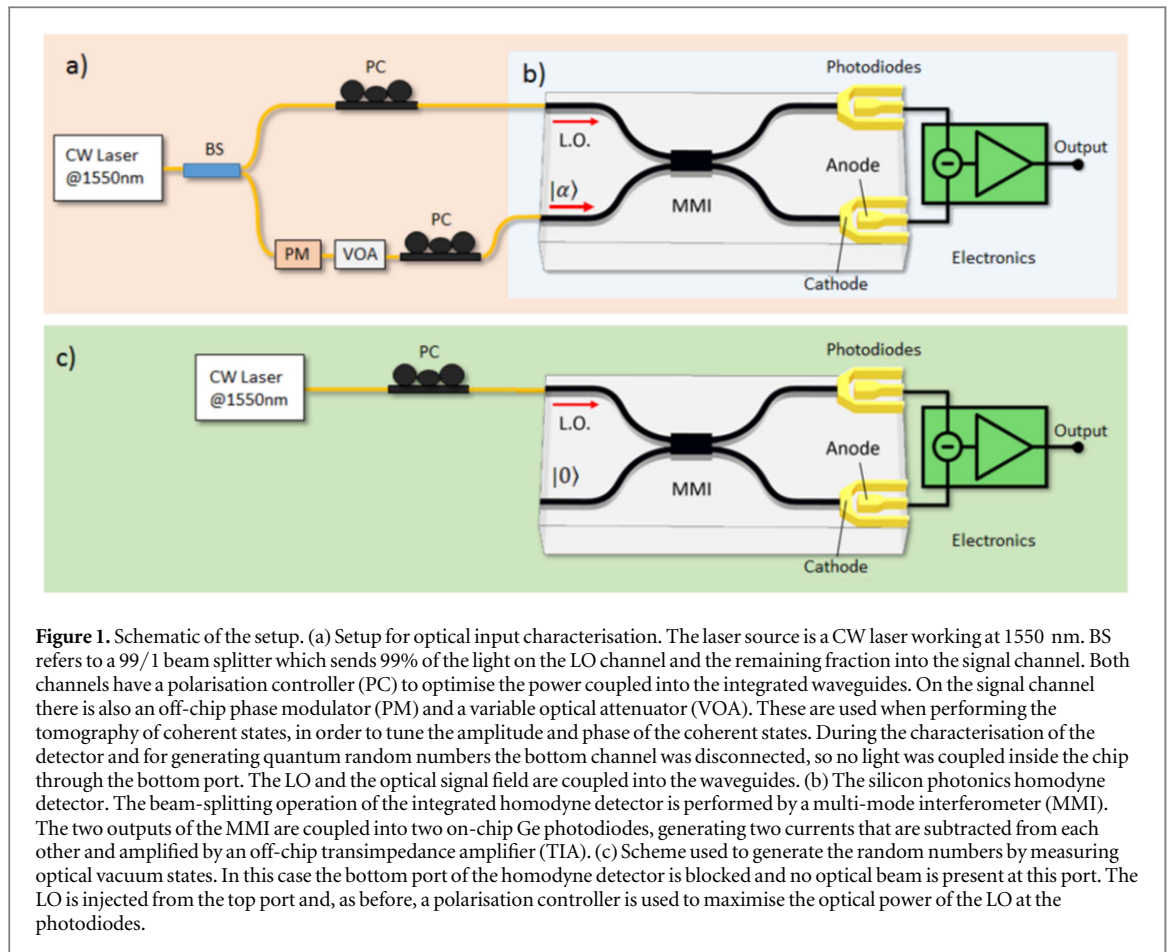 a)
PC
b)
Photodiodes
CW Laser
@1550nm
BS
L.O.
Anode
Output
|α⟩
MMI
PC
PM
VOA
Electronics
Cathode
c)
PC
Photodiodes
CW Laser
@1550nm
L.O.
Anode
Output
|0⟩
MMI
Electronics
Cathode
Figure 1. Schematic of the setup. (a) Setup for optical input characterisation. The laser source is a CW laser working at 1550 nm. BS
refers to a 99/1 beam splitter which sends 99% of the light on the LO channel and the remaining fraction into the signal channel. Both
channels have a polarisation controller (PC) to optimise the power coupled into the integrated waveguides. On the signal channel
there is also an off-chip phase modulator (PM) and a variable optical attenuator (VOA). These are used when performing the
tomography of coherent states, in order to tune the amplitude and phase of the coherent states. During the characterisation of the
detector and for generating quantum random numbers the bottom channel was disconnected, so no light was coupled inside the chip
through the bottom port. The LO and the optical signal field are coupled into the waveguides. (b) The silicon photonics homodyne
detector. The beam-splitting operation of the integrated homodyne detector is performed by a multi-mode interferometer (MMI).
The two outputs of the MMI are coupled into two on-chip Ge photodiodes, generating two currents that are subtracted from each
other and amplified by an off-chip transimpedance amplifier (TIA). (c) Scheme used to generate the random numbers by measuring
optical vacuum states. In this case the bottom port of the homodyne detector is blocked and no optical beam is present at this port. The
LO is injected from the top port and, as before, a polarisation controller is used to maximise the optical power of the LO at the
photodiodes.